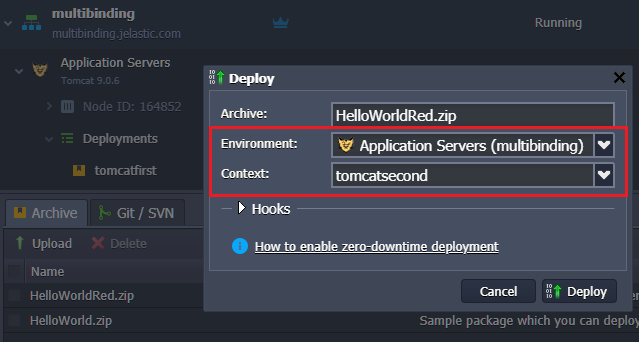 multibinding
multibinding.jelastic.com
Running
Application Servers
Tomcat 9.0.6
Node ID: 164852
Deployments
tomcatfirst
Deploy
Archive: HelloWorldRed.zip
Environment: Application Servers (multibinding)
Context: tomcatsecond
Hooks
How to enable zero-downtime deployment
Cancel Deploy
Archive Git / SVN
Upload Delete
Name
HelloWorldRed.zip
HelloWorld.zip Sample package which you can deploy